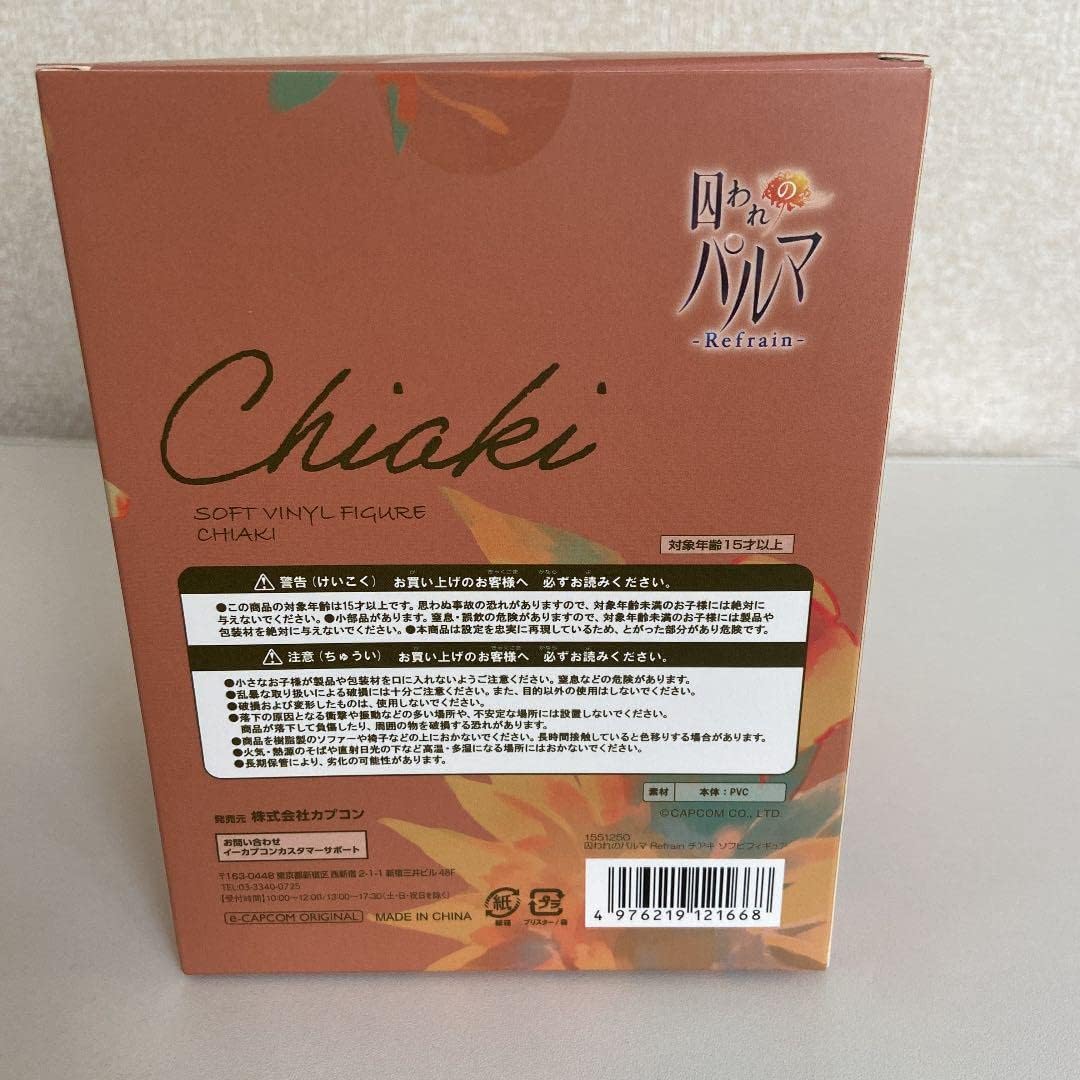 囚われの
パルマ
-Refrain-
Chiaki
SOFT VINYL FIGURE
CHIAKI
対象年齢15才以上
警告(けいこく) お買い上げのお客様へ 必ずお読みください。
●この商品の対象年齢は15才以上です。思わぬ事故の恐れがありますので、対象年齢未満のお子様には絶対に
与えないでください。●小部品があります。窒息・誤飲の危険がありますので、対象年齢未満のお子様には製品や
包装材を絶対に与えないでください。●本商品は設定を忠実に再現しているため、とがった部分があり危険です。
注意(ちゅうい) お買い上げのお客様へ 必ずお読みください。
●小さなお子様が製品や包装材を口に入れないようご注意ください。窒息などの危険があります。
●乱暴な取り扱いによる破損には十分ご注意ください。また、目的以外の使用はしないでください。
●破損および変形したものは、使用しないでください。
●落下の原因となる衝撃や振動などの多い場所や、不安定な場所には設置しないでください。
商品が落下して負傷したり、周囲の物を破損する恐れがあります。
●商品を樹脂製のソファーや椅子などの上におかないでください。長時間接触していると色移りする場合があります。
●火気・熱源のそばや直射日光の下など高温・多湿になる場所にはおかないでください。
●長期保管により、劣化の可能性があります。
素材 本体:PVC
©CAPCOM CO., LTD.
発売元 株式会社カプコン
お問い合わせ
イーカプコンカスタマーサポート
〒163-0448 東京都新宿区西新宿2-1-1 新宿三井ビル48F
TEL:03-3340-0725
【受付時間】10:00~12:00/13:00~17:30(土・日・祝日を除く)
e-CAPCOM ORIGINAL MADE IN CHINA
紙
紙箱
プラ
ブリスター/袋
155125O
囚われのパルマ Refrain チアキ ソフビフィギュア
4 976219 121668